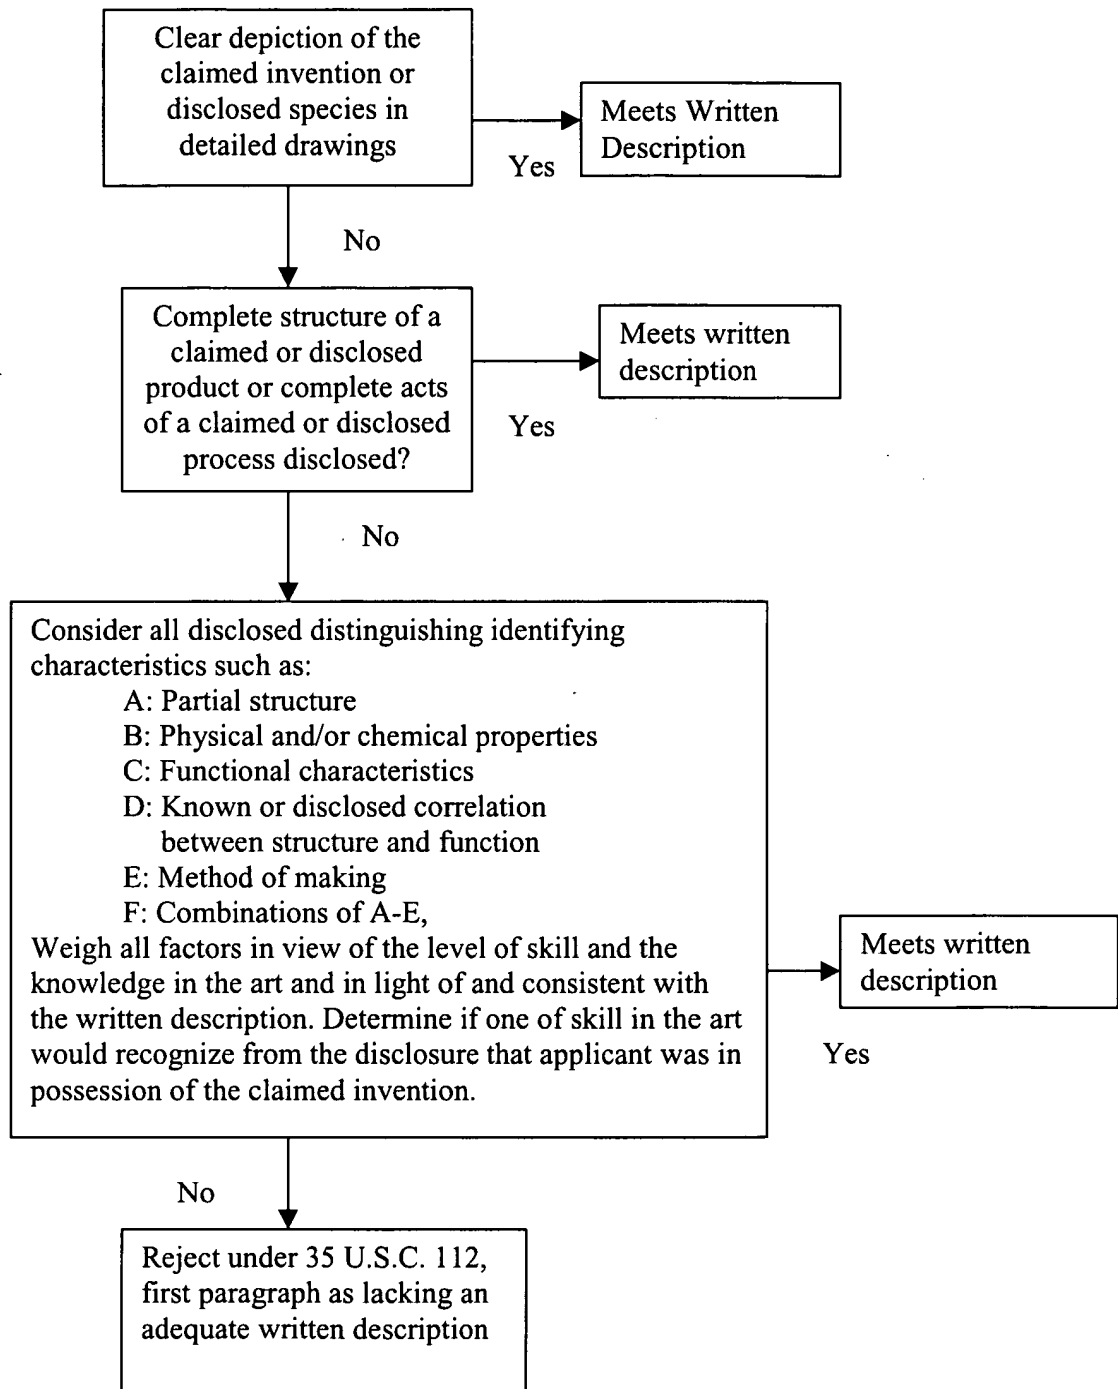 Clear depiction of the
claimed invention or
disclosed species in
detailed drawings
Meets Written
Description
Yes
No
Complete structure of a
claimed or disclosed
product or complete acts
of a claimed or disclosed
process disclosed?
Meets written
description
Yes
No
Consider all disclosed distinguishing identifying
characteristics such as:
A: Partial structure
B: Physical and/or chemical properties
C: Functional characteristics
D: Known or disclosed correlation
between structure and function
E: Method of making
F: Combinations of A-E,
Weigh all factors in view of the level of skill and the
knowledge in the art and in light of and consistent with
the written description. Determine if one of skill in the art
would recognize from the disclosure that applicant was in
possession of the claimed invention.
Meets written
description
Yes
No
Reject under 35 U.S.C. 112,
first paragraph as lacking an
adequate written description